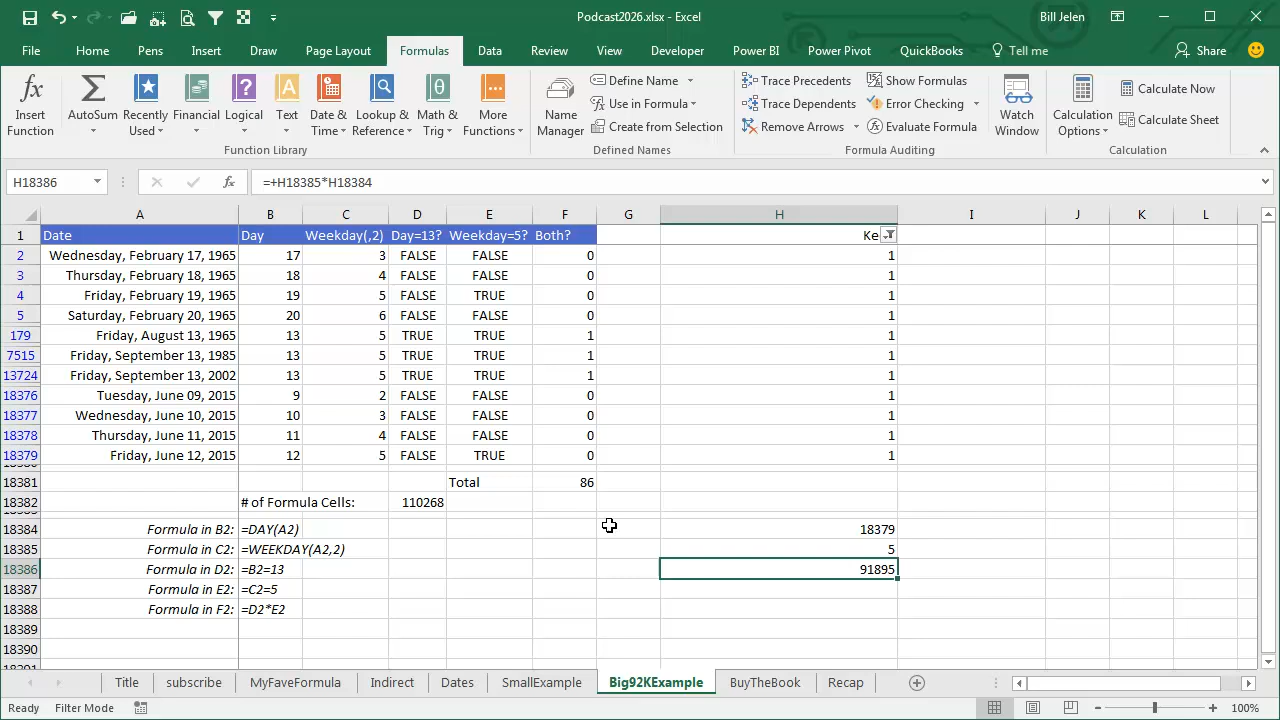 Podcast2026.xlsx - Excel
Bill Jelen
File Home Pens Insert Draw Page Layout Formulas Data Review View Developer Power BI Power Pivot QuickBooks Tell me Share
Insert Function
AutoSum
Recently Used
Financial
Logical
Text
Date & Time
Lookup & Reference
Math & Trig
More Functions
Function Library
Name Manager
Define Name
Use in Formula
Create from Selection
Defined Names
Trace Precedents
Trace Dependents
Remove Arrows
Show Formulas
Error Checking
Evaluate Formula
Formula Auditing
Watch Window
Calculation Options
Calculate Now
Calculate Sheet
Calculation
H18386 fx =+H18385*H18384
A B C D E F G H I J K L
1 Date Day Weekday(,2) Day=13? Weekday=5? Both? Ke
2 Wednesday, February 17, 1965 17 3 FALSE FALSE 0 1
3 Thursday, February 18, 1965 18 4 FALSE FALSE 0 1
4 Friday, February 19, 1965 19 5 FALSE TRUE 0 1
5 Saturday, February 20, 1965 20 6 FALSE FALSE 0 1
179 Friday, August 13, 1965 13 5 TRUE TRUE 1 1
7515 Friday, September 13, 1985 13 5 TRUE TRUE 1 1
13724 Friday, September 13, 2002 13 5 TRUE TRUE 1 1
18376 Tuesday, June 09, 2015 9 2 FALSE FALSE 0 1
18377 Wednesday, June 10, 2015 10 3 FALSE FALSE 0 1
18378 Thursday, June 11, 2015 11 4 FALSE FALSE 0 1
18379 Friday, June 12, 2015 12 5 FALSE TRUE 0 1
18381 Total 86
18382 # of Formula Cells: 110268
18384 Formula in B2: =DAY(A2) 18379
18385 Formula in C2: =WEEKDAY(A2,2) 5
18386 Formula in D2: =B2=13 91895
18387 Formula in E2: =C2=5
18388 Formula in F2: =D2*E2
18389
18390
Title subscribe MyFaveFormula Indirect Dates SmallExample Big92KExample BuyTheBook Recap
Ready Filter Mode 100%